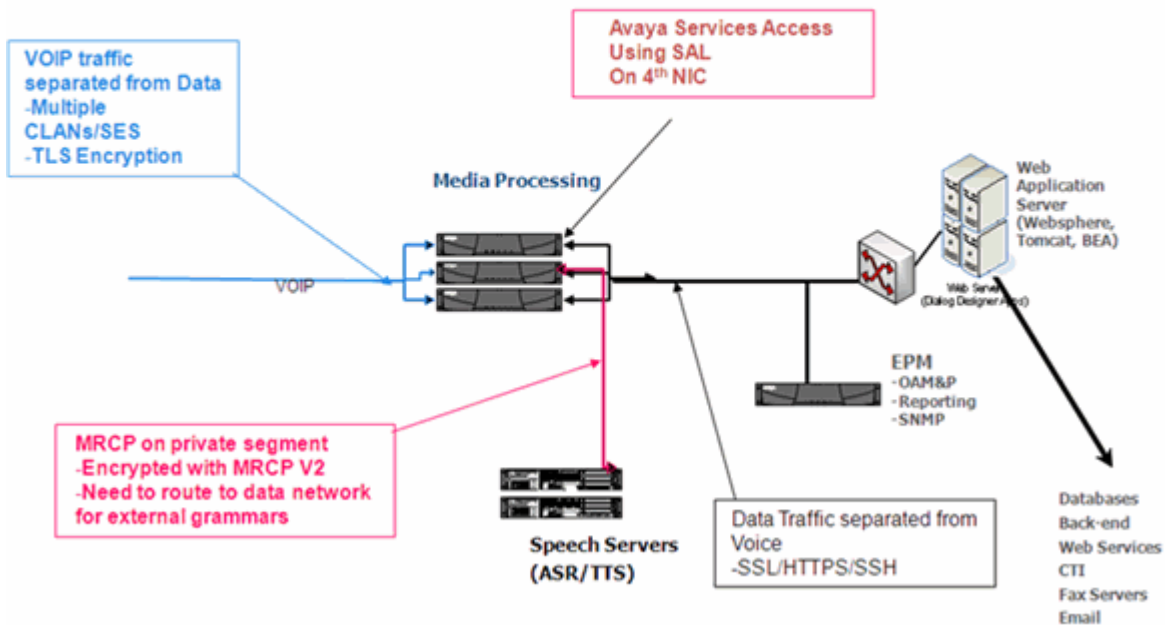 VOIP traffic
separated from Data
-Multiple
CLANs/SES
-TLS Encryption
Avaya Services Access
Using SAL
On 4th NIC
Media Processing
VOIP
Web
Application
Server
(Websphere,
Tomcat, BEA)
Web Server
(Dialog Designer Apps)
EPM
-OAM&P
-Reporting
-SNMP
MRCP on private segment
-Encrypted with MRCP V2
-Need to route to data network
for external grammars
Speech Servers
(ASR/TTS)
Data Traffic separated from
Voice
-SSL/HTTPS/SSH
Databases
Back-end
Web Services
CTI
Fax Servers
Email